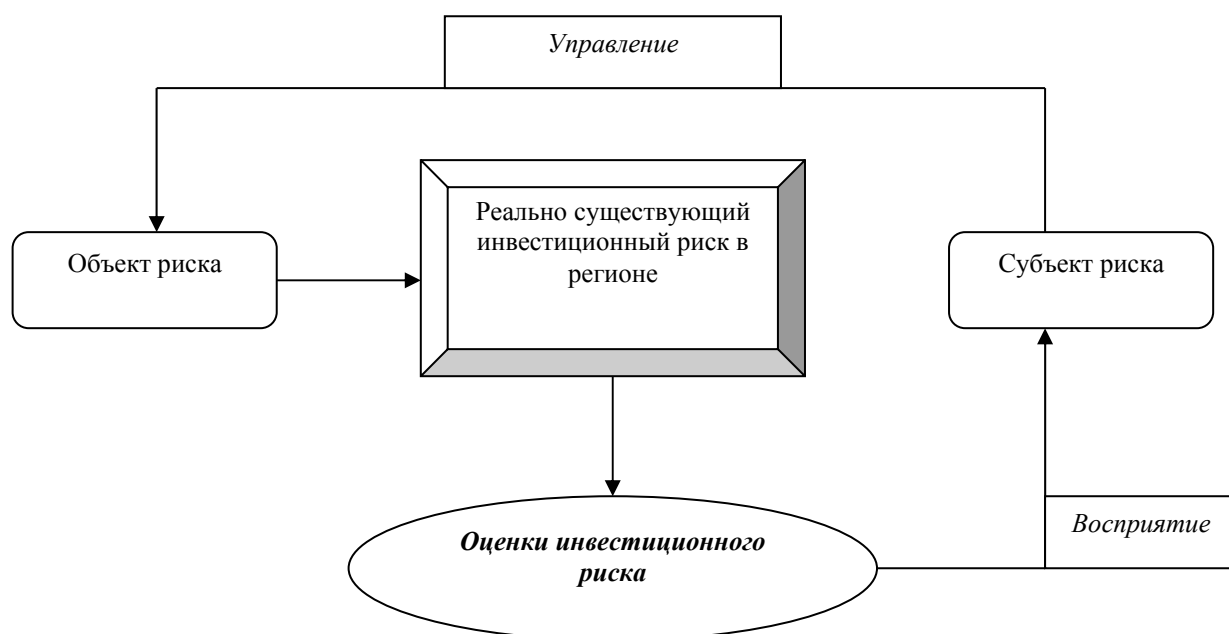 Управление
Реально существующий
инвестиционный риск в
регионе
Объект риска
Субъект риска
Оценки инвестиционного
риска
Восприятие